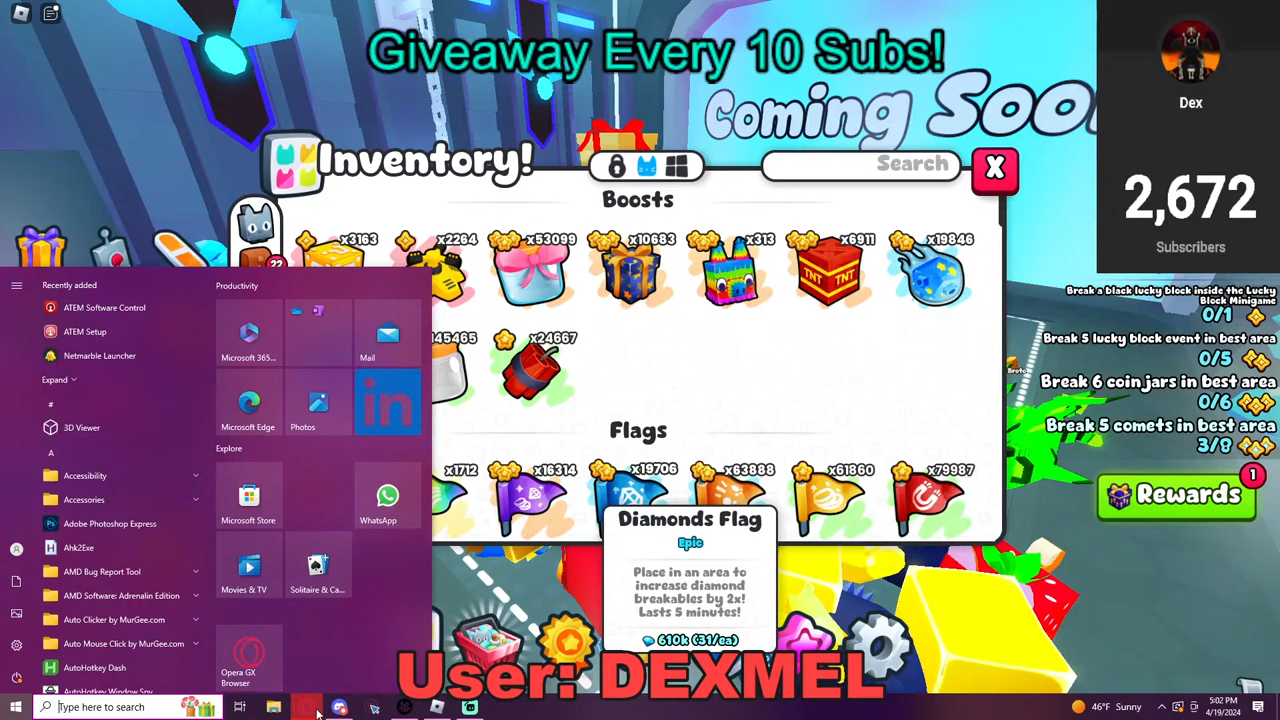 Giveaway Every 10 Subs!
Coming Soo
Dex
2,672
Subscribers
Inventory!
Search
X
Boosts
x3163
x2264
x53099
x10683
x313
x6911
x19846
TNT
TNT
22
45465
x24667
Flags
x1712
x16314
x19706
x63888
x61860
x79987
Diamonds Flag
Epic
Place in an area to
increase diamond
breakables by 2x!
Lasts 5 minutes!
610k (31/ea)
Break a black lucky block inside the Lucky
Block Minigame
0/1
Break 5 lucky block event in best area
0/5
Break 6 coin jars in best area
0/6
Break 5 comets in best area
3/8
Rewards
1
User: DEXMEL
Recently added
ATEM Software Control
ATEM Setup
Netmarble Launcher
Expand
#
3D Viewer
A
Accessibility
Accessories
Adobe Photoshop Express
Ahk2Exe
AMD Bug Report Tool
AMD Software: Adrenalin Edition
Auto Clicker by MurGee.com
Auto Mouse Click by MurGee.com
AutoHotkey Dash
AutoHotkey Window Spy
Productivity
Microsoft 365...
Mail
Microsoft Edge
Photos
in
Explore
Microsoft Store
WhatsApp
Movies & TV
Solitaire & Ca...
Opera GX
Browser
Type here to search
46°F Sunny
5:02 PM
4/19/2024